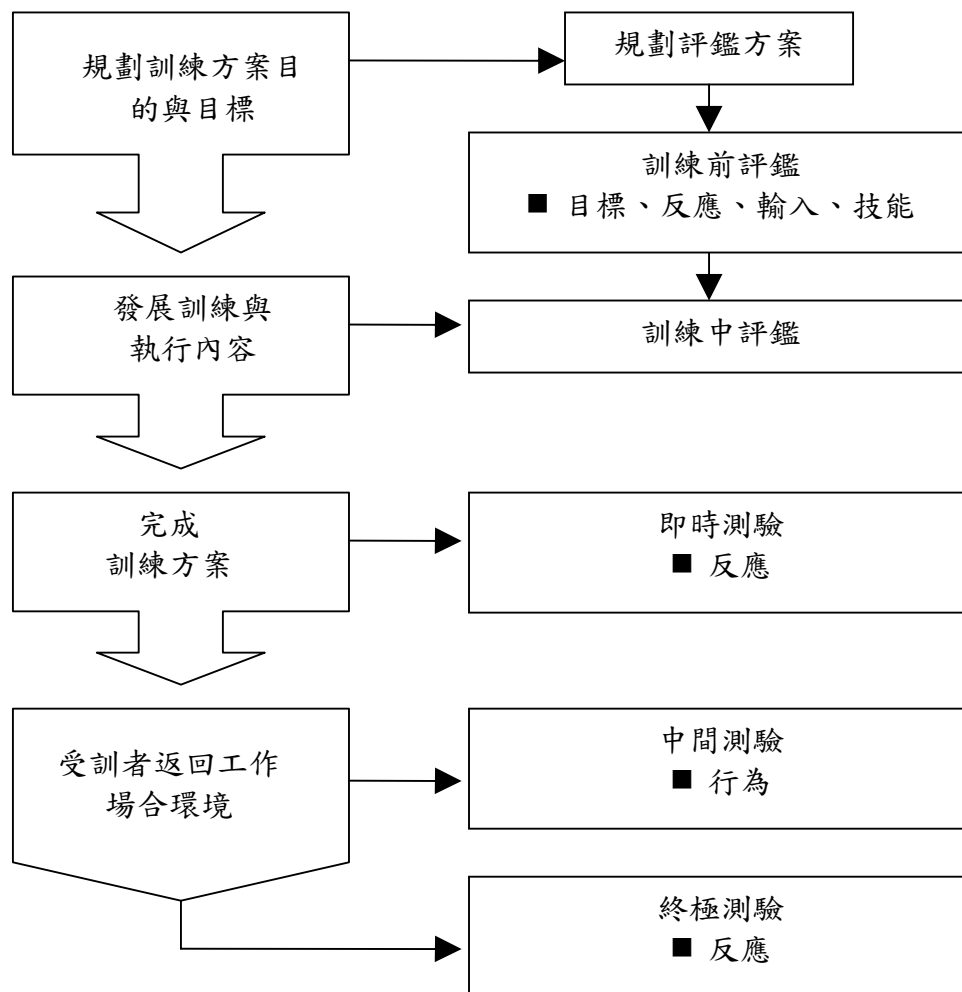 規劃訓練方案目
的與目標
規劃評鑑方案
訓練前評鑑
■ 目標、反應、輸入、技能
發展訓練與
執行內容
訓練中評鑑
完成
訓練方案
即時測驗
■ 反應
受訓者返回工作
場合環境
中間測驗
■ 行為
終極測驗
■ 反應